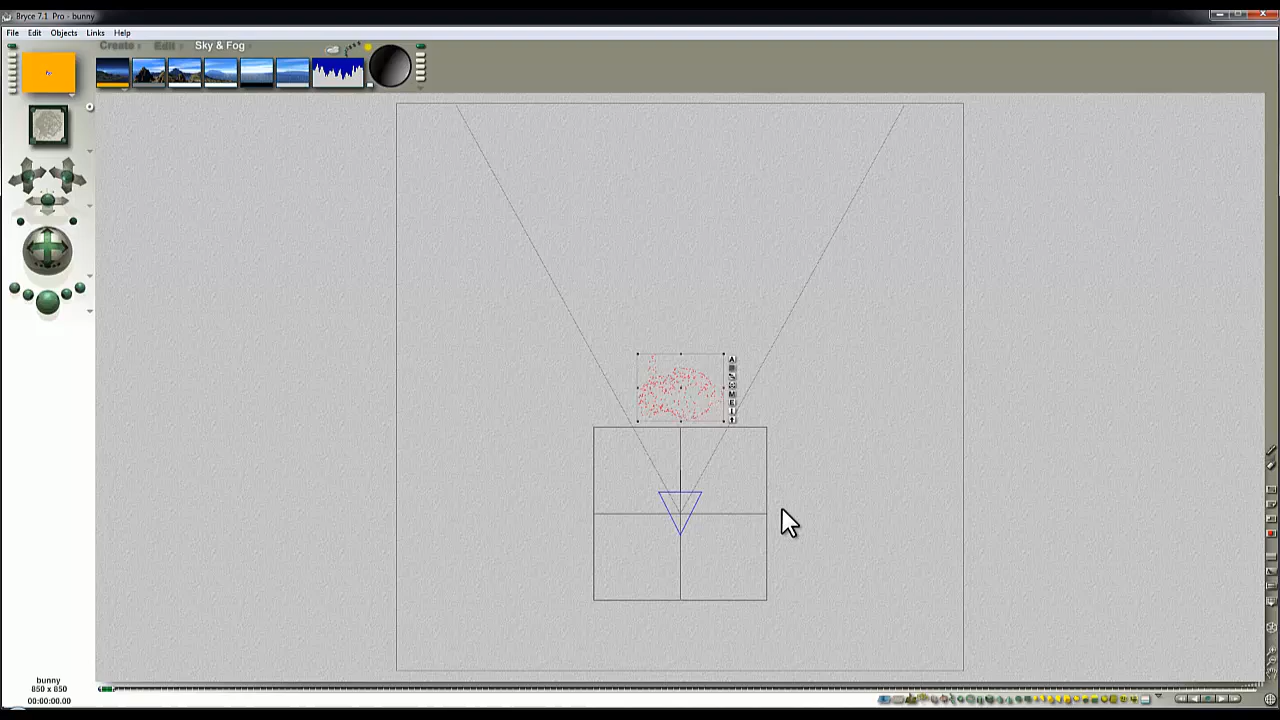 Bryce 7.1 Pro - bunny
File Edit Objects Links Help
Create Edit Sky & Fog
A
M
E
bunny
850 x 850
00:00:00.00